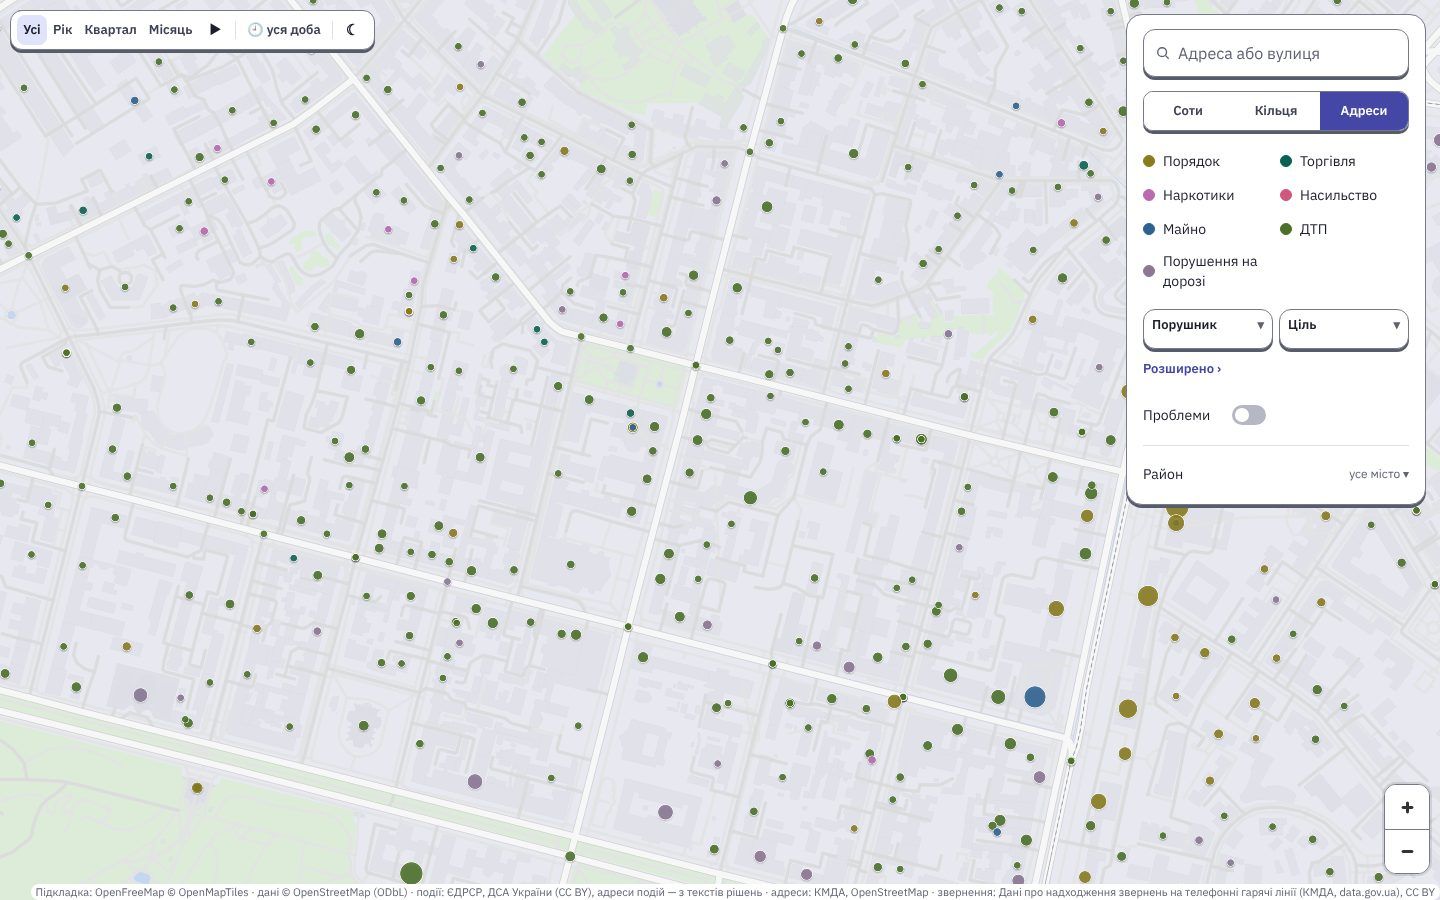 Усі Рік Квартал Місяць ▶ 🕘 уся доба ☾
Адреса або вулиця
Соти Кільця Адреси
Порядок Торгівля
Наркотики Насильство
Майно ДТП
Порушення на
дорозі
Порушник ▾ Ціль ▾
Розширено ›
Проблеми
Район усе місто ▾
+
−
Підкладка: OpenFreeMap © OpenMapTiles · дані © OpenStreetMap (ODbL) · події: ЄДРСР, ДСА України (CC BY), адреси подій — з текстів рішень · адреси: КМДА, OpenStreetMap · звернення: Дані про надходження звернень на телефонні гарячі лінії (КМДА, data.gov.ua), CC BY